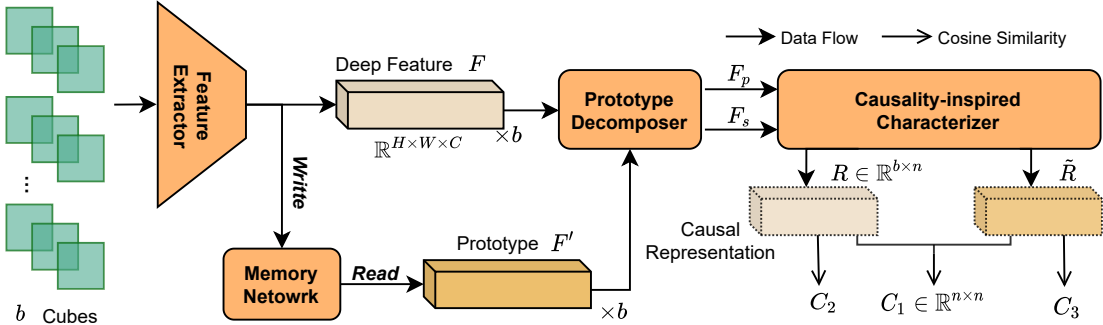 Data Flow
Cosine Similarity
Feature
Extractor
Deep Feature F
×b
ℝ^{H×W×C}
Prototype
Decomposer
F_p
F_s
Causality-inspired
Characterizer
Writte
R ∈ ℝ^{b×n}
R̃
Causal
Representation
...
Memory
Netowrk
Read
Prototype F′
×b
C_2
C_1 ∈ ℝ^{n×n}
C_3
b Cubes